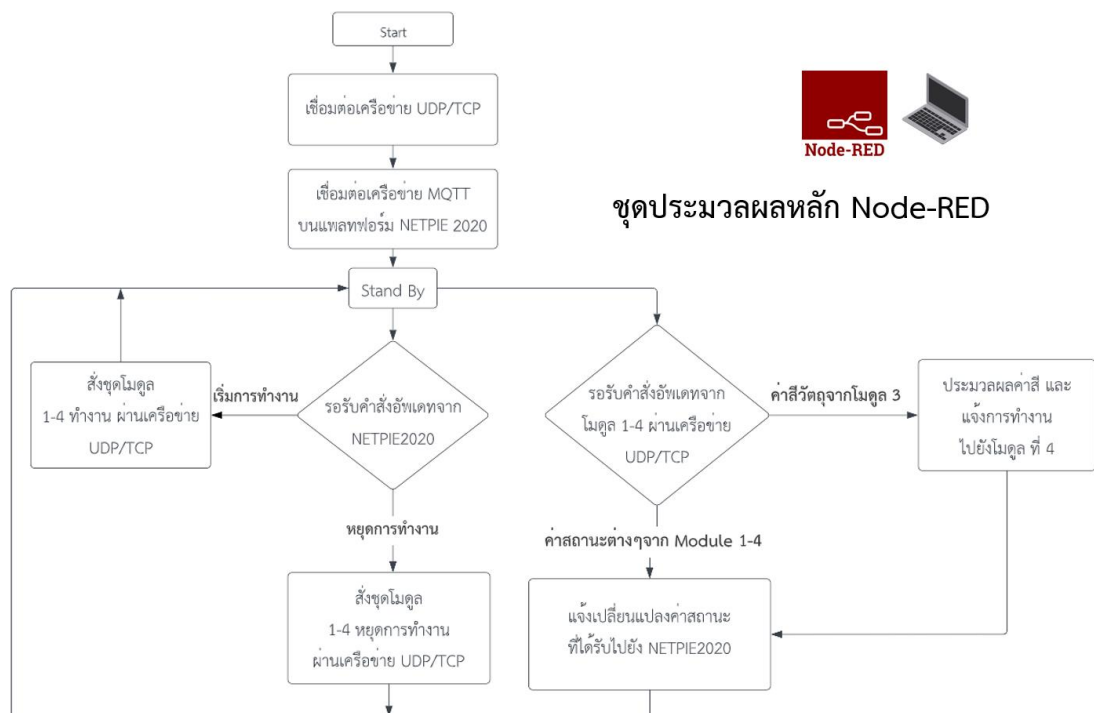 Start
เชื่อมต่อเครือข่าย UDP/TCP
Node-RED
เชื่อมต่อเครือข่าย MQTT
บนแพลทฟอร์ม NETPIE 2020
ชุดประมวลผลหลัก Node-RED
Stand By
สั่งชุดโมดูล
1-4 ทำงาน ผ่านเครือข่าย
UDP/TCP
เริ่มการทำงาน
รอรับคำสั่งอัพเดทจาก
NETPIE2020
รอรับคำสั่งอัพเดทจาก
โมดูล 1-4 ผ่านเครือข่าย
UDP/TCP
ค่าสีวัตถุจากโมดูล 3
ประมวลผลค่าสี และ
แจ้งการทำงาน
ไปยังโมดูล ที่ 4
หยุดการทำงาน
ค่าสถานะต่างๆจาก Module 1-4
สั่งชุดโมดูล
1-4 หยุดการทำงาน
ผ่านเครือข่าย UDP/TCP
แจ้งเปลี่ยนแปลงค่าสถานะ
ที่ได้รับไปยัง NETPIE2020